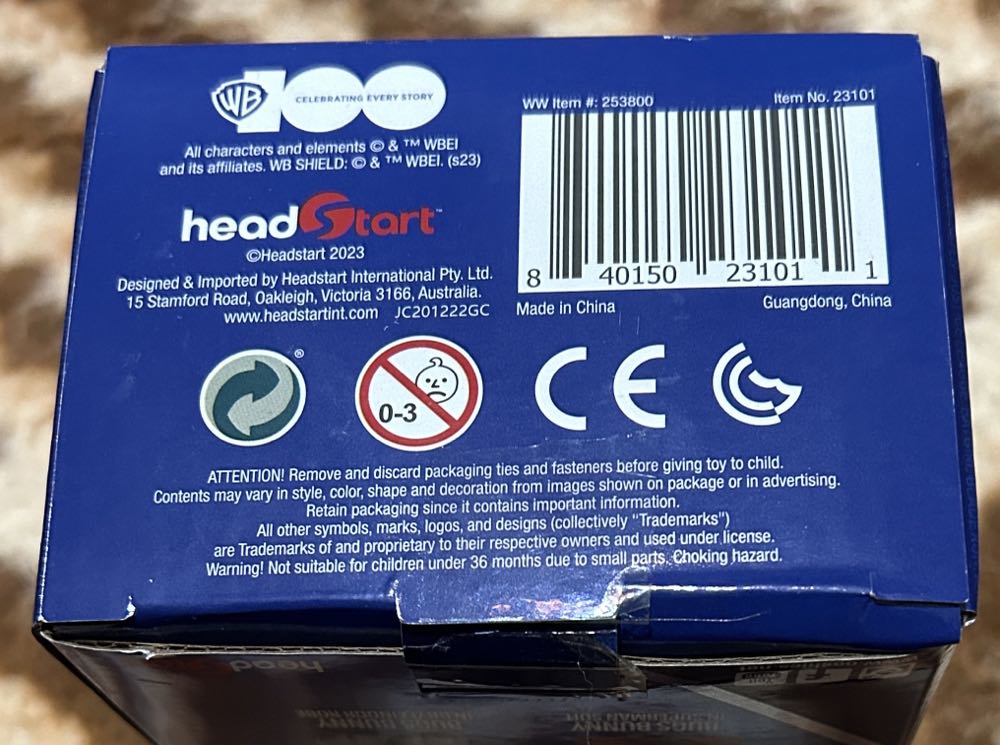 WB 100
CELEBRATING EVERY STORY
All characters and elements © & ™ WBEI
and its affiliates. WB SHIELD: © & ™ WBEI. (s23)
headStart™
©Headstart 2023
Designed & Imported by Headstart International Pty. Ltd.
15 Stamford Road, Oakleigh, Victoria 3166, Australia.
www.headstartint.com JC201222GC
WW Item #: 253800 Item No. 23101
8 40150 23101 1
Made in China Guangdong, China
®
0-3
CE
ATTENTION! Remove and discard packaging ties and fasteners before giving toy to child.
Contents may vary in style, color, shape and decoration from images shown on package or in advertising.
Retain packaging since it contains important information.
All other symbols, marks, logos, and designs (collectively "Trademarks")
are Trademarks of and proprietary to their respective owners and used under license.
Warning! Not suitable for children under 36 months due to small parts. Choking hazard.
head
BUGS BUNNY